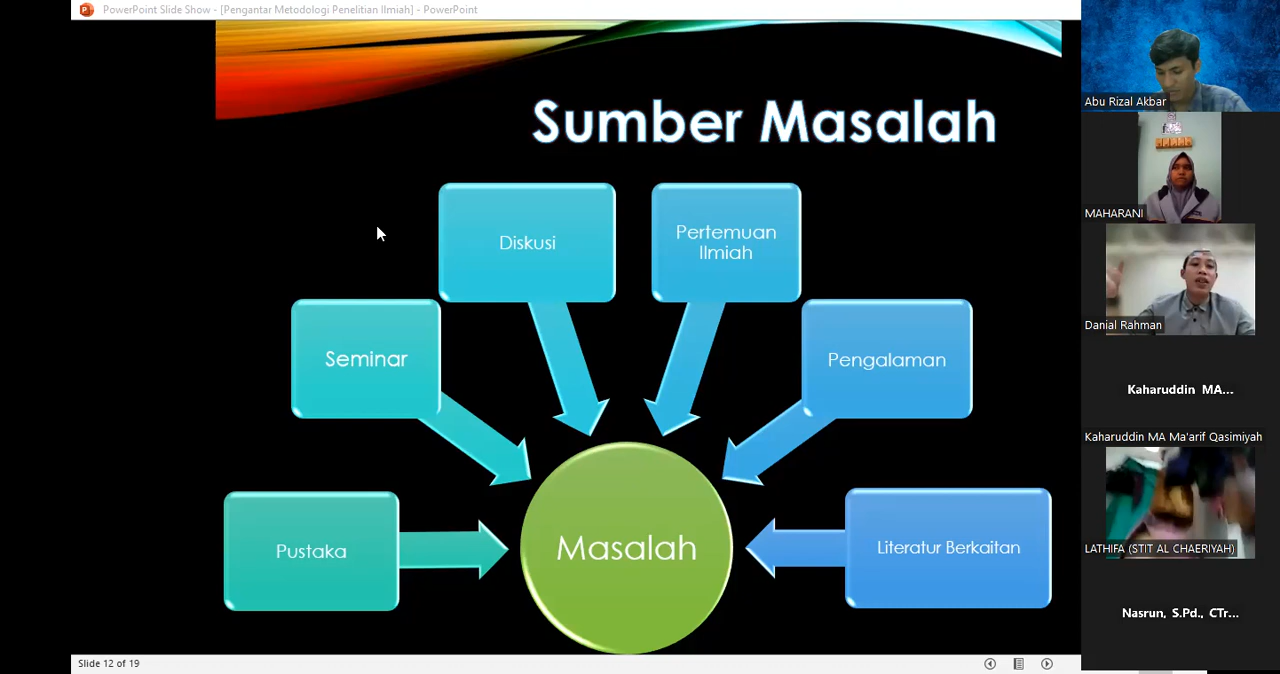 PowerPoint Slide Show - [Pengantar Metodologi Penelitian Ilmiah] - PowerPoint
Sumber Masalah
Diskusi
Pertemuan
Ilmiah
Seminar
Pengalaman
Pustaka
Masalah
Literatur Berkaitan
Slide 12 of 19
Abu Rizal Akbar
MAHARANI
Danial Rahman
Kaharuddin MA...
Kaharuddin MA Ma'arif Qasimiyah
LATHIFA (STIT AL CHAERIYAH)
Nasrun, S.Pd., CTr...